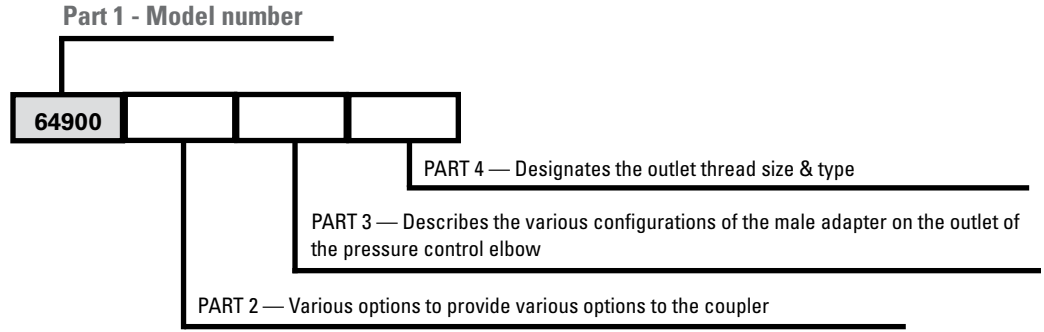 Part 1 - Model number
64900
PART 4 — Designates the outlet thread size & type
PART 3 — Describes the various configurations of the male adapter on the outlet of
the pressure control elbow
PART 2 — Various options to provide various options to the coupler